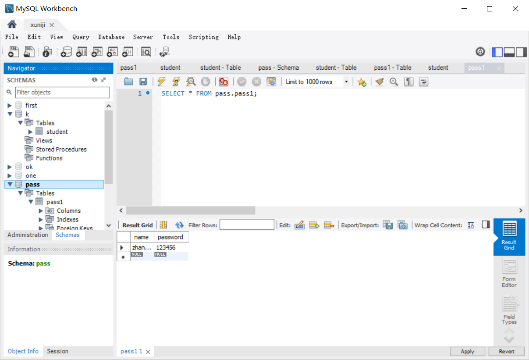 MySQL Workbench
xuniji ×
File Edit View Query Database Server Tools Scripting Help
Navigator
pass1 student student - Table pass - Schema student - Table pass1 - Table pass1
SCHEMAS
Filter objects
Limit to 1000 rows
1 SELECT * FROM pass.pass1;
first
k
Tables
student
Views
Stored Procedures
Functions
ok
one
pass
Tables
pass1
Columns
Indexes
Foreign Keys
Administration Schemas
Information
Schema: pass
Object Info Session
Result Grid Filter Rows: Edit: Export/Import: Wrap Cell Content:
name password
zhan... 123456
NULL NULL
Result
Grid
Form
Editor
Field
Types
pass1 1 ×
Apply Revert